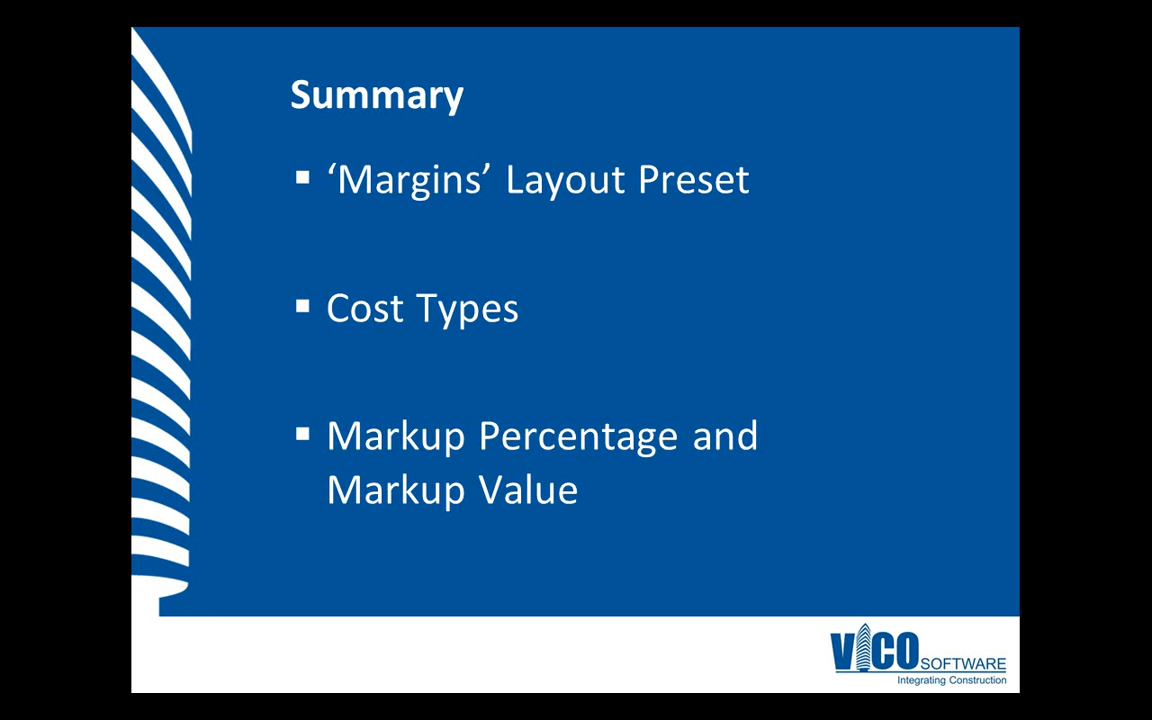 Summary
▪ ‘Margins’ Layout Preset
▪ Cost Types
▪ Markup Percentage and
Markup Value
VICO SOFTWARE
Integrating Construction